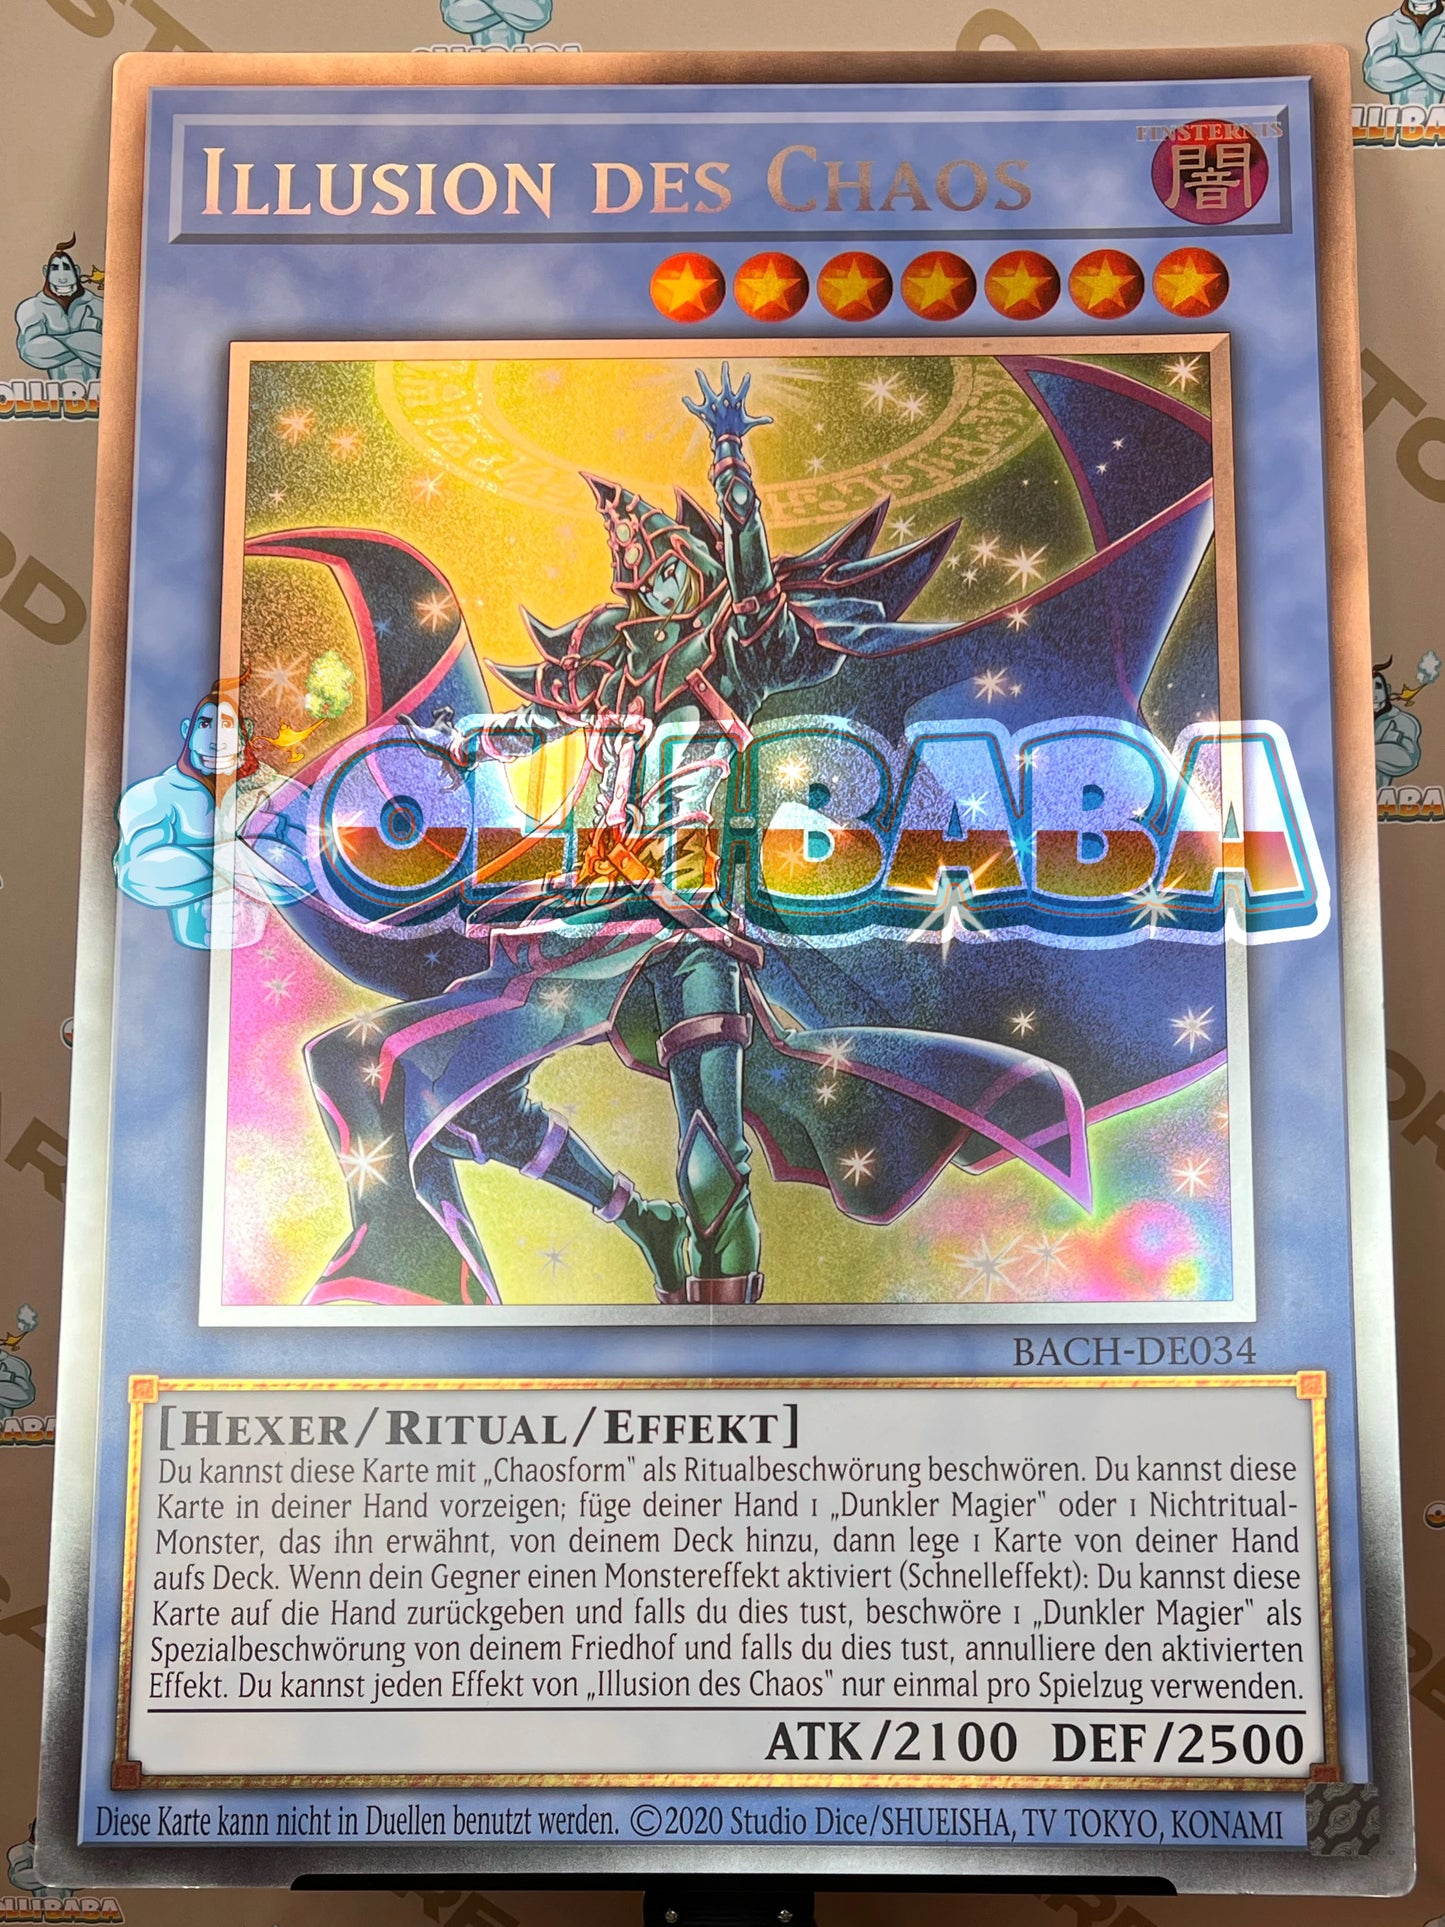 ILLUSION DES CHAOS
FINSTERNIS
闇
OLLIBABA
BACH-DE034
[HEXER/RITUAL/EFFEKT]
Du kannst diese Karte mit „Chaosform" als Ritualbeschwörung beschwören. Du kannst diese
Karte in deiner Hand vorzeigen; füge deiner Hand 1 „Dunkler Magier" oder 1 Nichtritual-
Monster, das ihn erwähnt, von deinem Deck hinzu, dann lege 1 Karte von deiner Hand
aufs Deck. Wenn dein Gegner einen Monstereffekt aktiviert (Schnelleffekt): Du kannst diese
Karte auf die Hand zurückgeben und falls du dies tust, beschwöre 1 „Dunkler Magier" als
Spezialbeschwörung von deinem Friedhof und falls du dies tust, annulliere den aktivierten
Effekt. Du kannst jeden Effekt von „Illusion des Chaos" nur einmal pro Spielzug verwenden.
ATK/2100 DEF/2500
Diese Karte kann nicht in Duellen benutzt werden. ©2020 Studio Dice/SHUEISHA, TV TOKYO, KONAMI
OLLIBABA